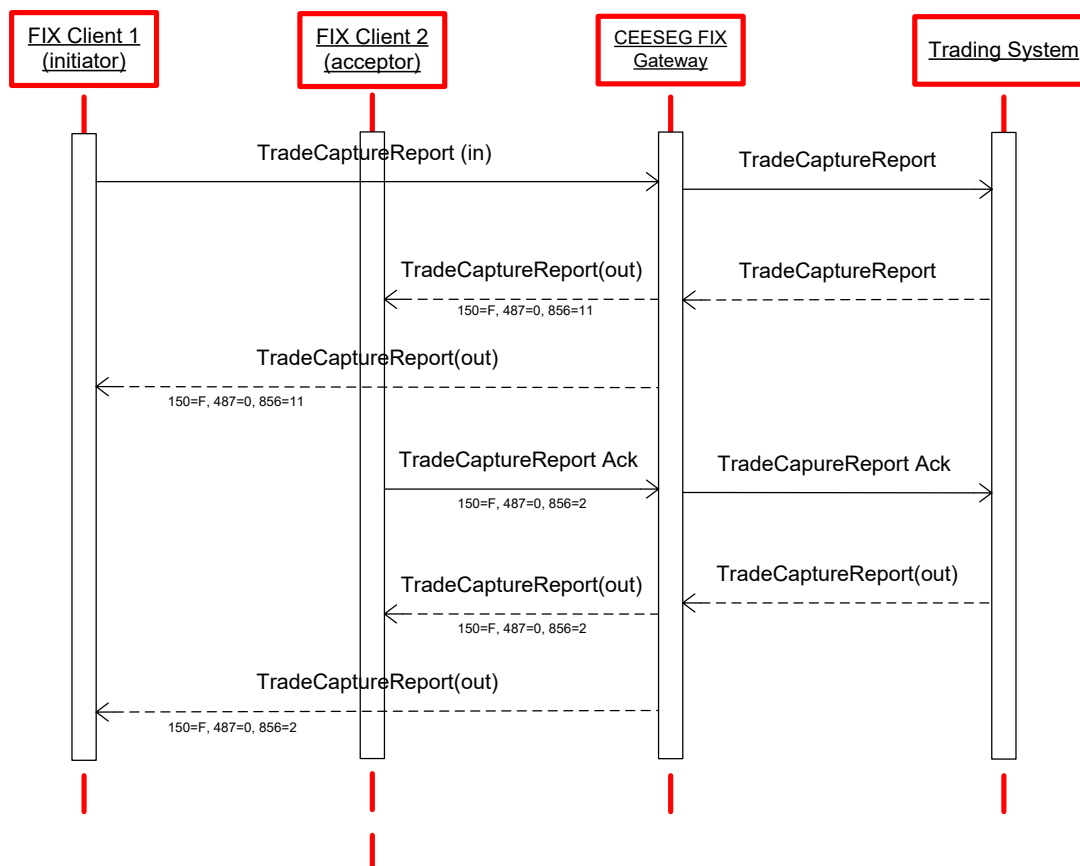 FIX Client 1
(initiator)
FIX Client 2
(acceptor)
CEESEG FIX
Gateway
Trading System
TradeCaptureReport (in)
TradeCaptureReport
TradeCaptureReport(out)
150=F, 487=0, 856=11
TradeCaptureReport
TradeCaptureReport(out)
150=F, 487=0, 856=11
TradeCaptureReport Ack
150=F, 487=0, 856=2
TradeCapureReport Ack
TradeCaptureReport(out)
150=F, 487=0, 856=2
TradeCaptureReport(out)
TradeCaptureReport(out)
150=F, 487=0, 856=2